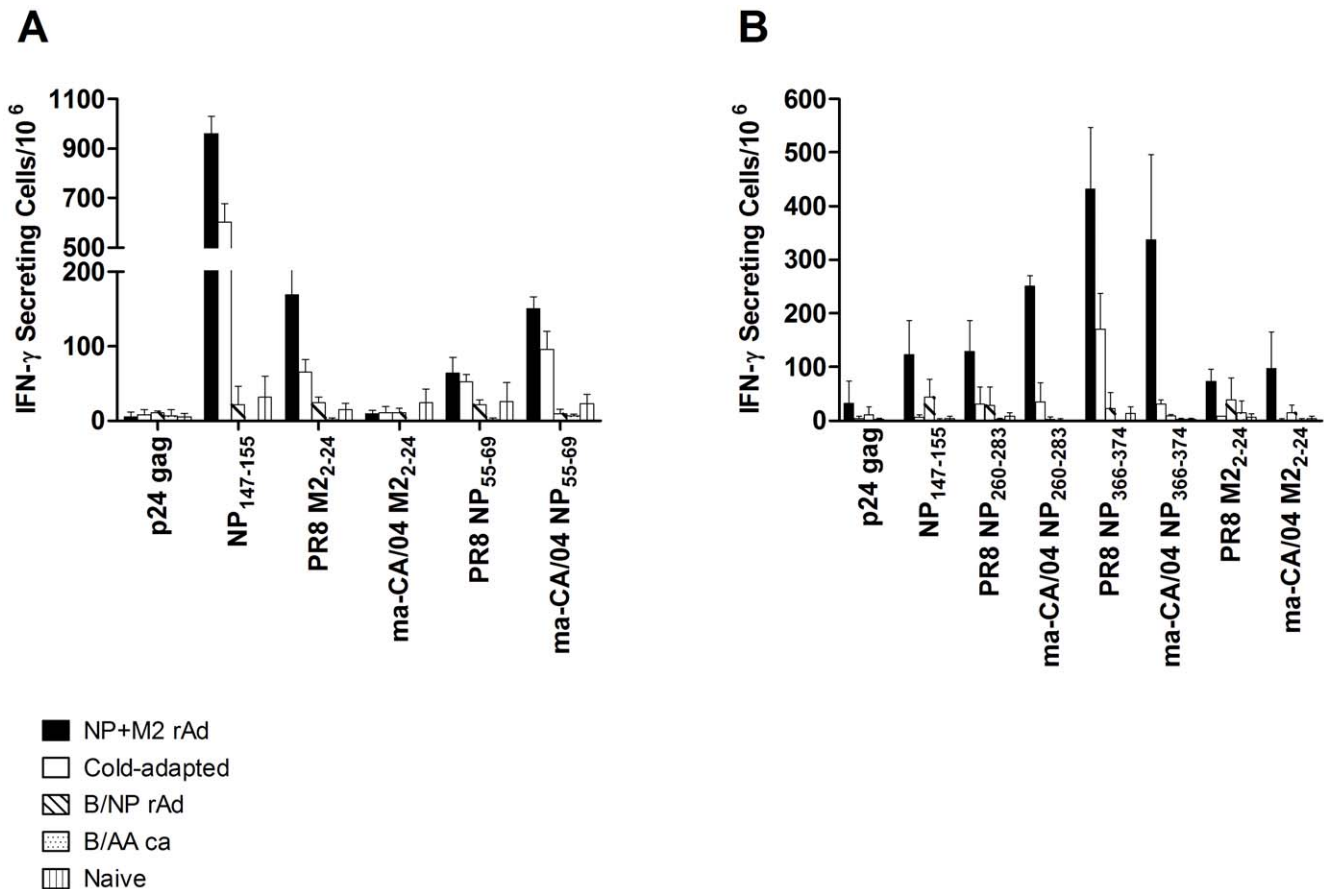 A
B
IFN-γ Secreting Cells/10⁶
1100
900
700
500
200
100
0
p24 gag
NP₁₄₇₋₁₅₅
PR8 M2₂₋₂₄
ma-CA/04 M2₂₋₂₄
PR8 NP₅₅₋₆₉
ma-CA/04 NP₅₅₋₆₉
IFN-γ Secreting Cells/10⁶
600
500
400
300
200
100
0
p24 gag
NP₁₄₇₋₁₅₅
PR8 NP₂₆₀₋₂₈₃
ma-CA/04 NP₂₆₀₋₂₈₃
PR8 NP₃₆₆₋₃₇₄
ma-CA/04 NP₃₆₆₋₃₇₄
PR8 M2₂₋₂₄
ma-CA/04 M2₂₋₂₄
NP+M2 rAd
Cold-adapted
B/NP rAd
B/AA ca
Naive